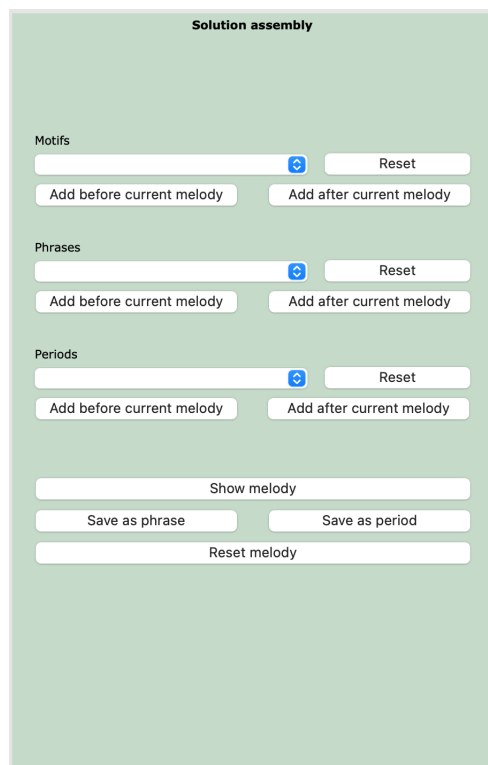 Solution assembly
Motifs
Reset
Add before current melody Add after current melody
Phrases
Reset
Add before current melody Add after current melody
Periods
Reset
Add before current melody Add after current melody
Show melody
Save as phrase Save as period
Reset melody